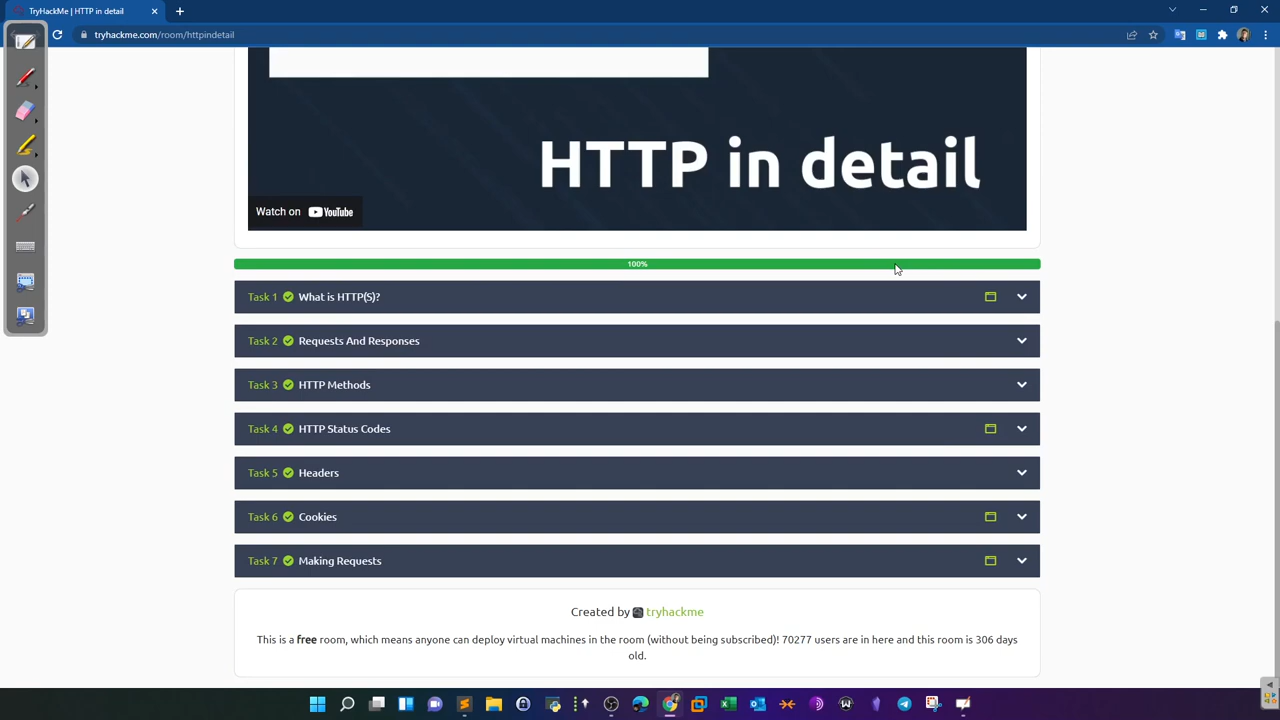 TryHackMe | HTTP in detail
tryhackme.com/room/httpindetail
HTTP in detail
Watch on YouTube
100%
Task 1 What is HTTP(S)?
Task 2 Requests And Responses
Task 3 HTTP Methods
Task 4 HTTP Status Codes
Task 5 Headers
Task 6 Cookies
Task 7 Making Requests
Created by tryhackme
This is a free room, which means anyone can deploy virtual machines in the room (without being subscribed)! 70277 users are in here and this room is 306 days
old.